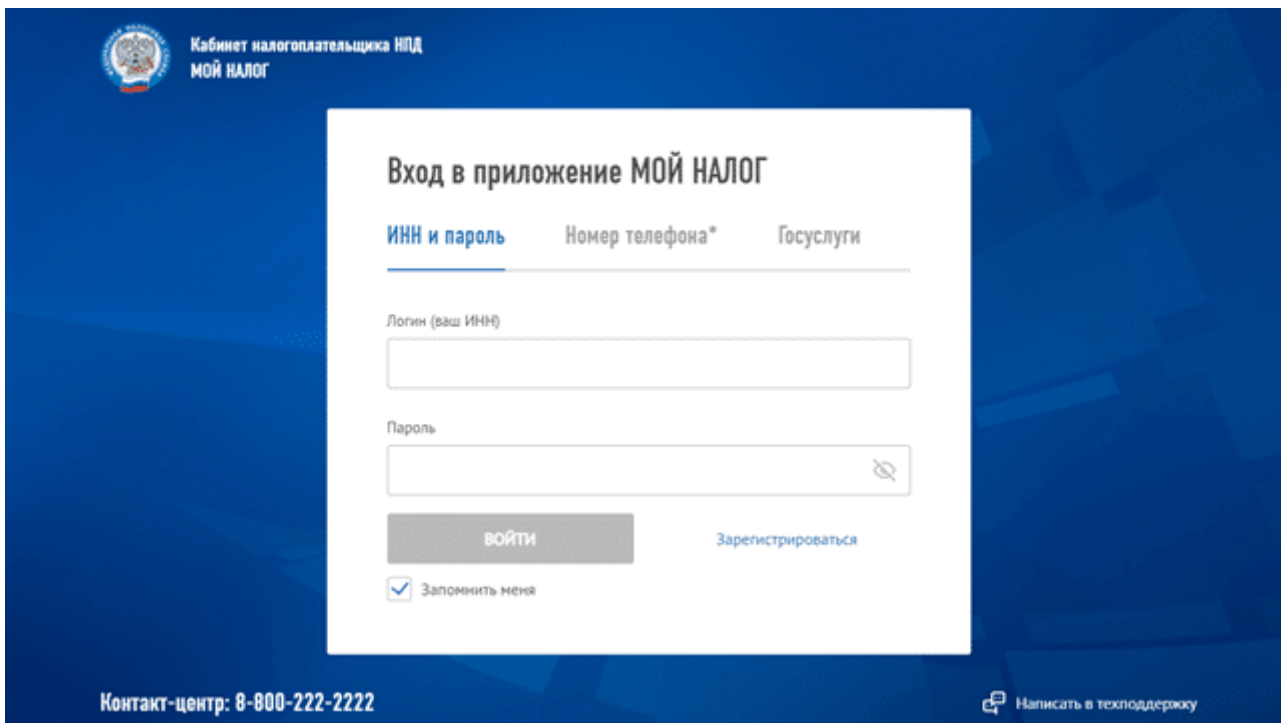 Кабинет налогоплательщика НПД
МОЙ НАЛОГ
Вход в приложение МОЙ НАЛОГ
ИНН и пароль Номер телефона* Госуслуги
Логин (ваш ИНН)
Пароль
ВОЙТИ Зарегистрироваться
Запомнить меня
Контакт-центр: 8-800-222-2222 Написать в техподдержку